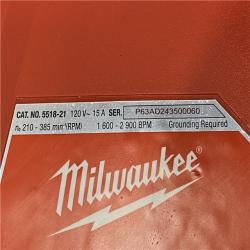 CAT. NO. 5518-21 120 V~ 15 A SER. P63AD243500060
n₀ 210 - 385 min⁻¹(RPM) 1 600 - 2 900 BPM Grounding Required
Milwaukee